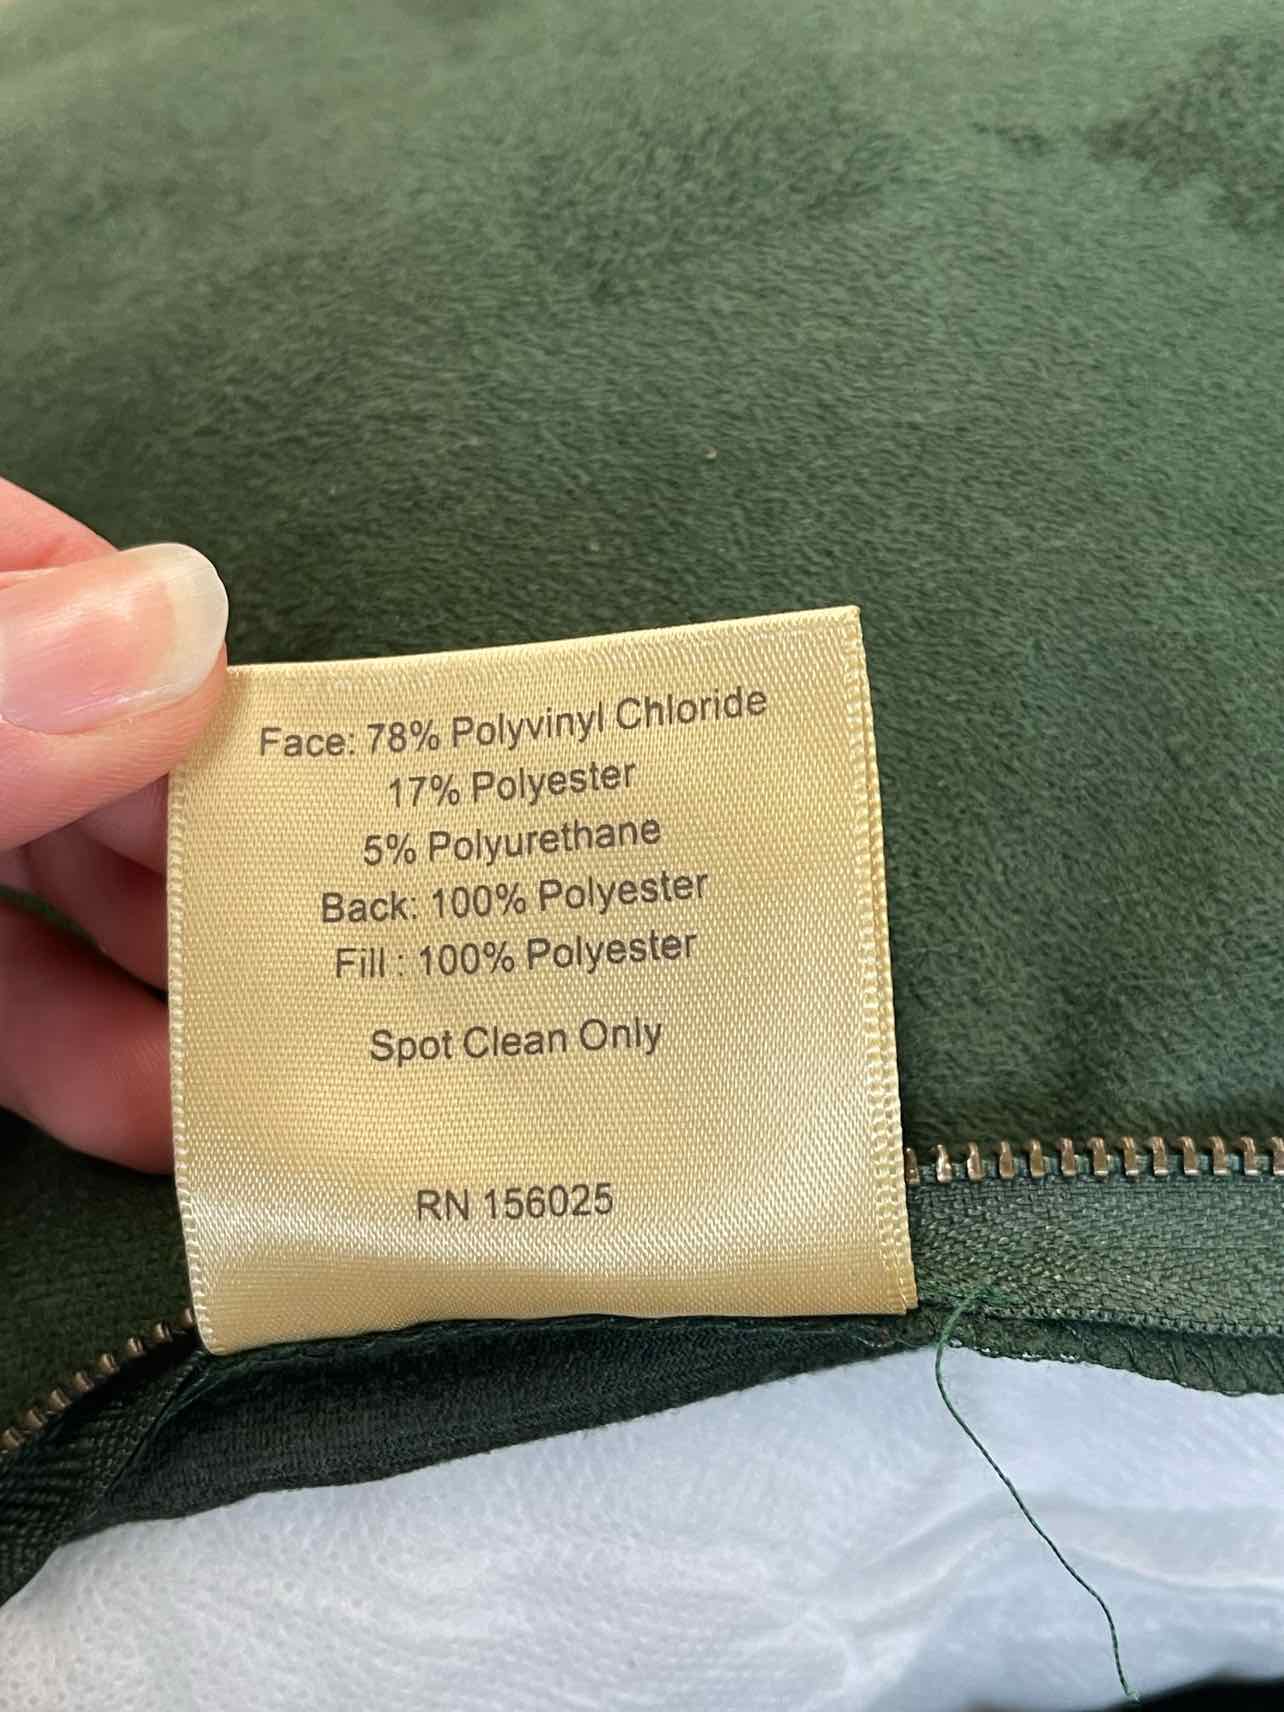 Face: 78% Polyvinyl Chloride
17% Polyester
5% Polyurethane
Back: 100% Polyester
Fill : 100% Polyester
Spot Clean Only
RN 156025